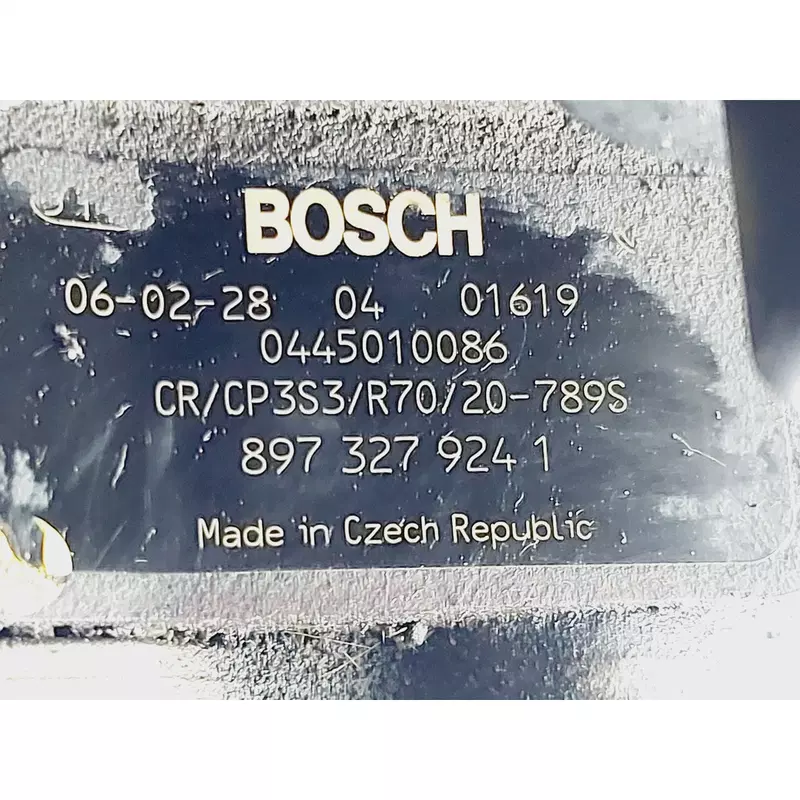 BOSCH
06-02-28 04 01619
0445010086
CR/CP3S3/R70/20-789S
897 327 924 1
Made in Czech Republic